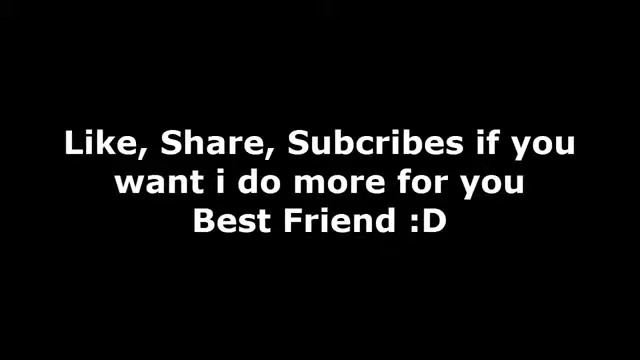 Like, Share, Subcribes if you
want i do more for you
Best Friend :D